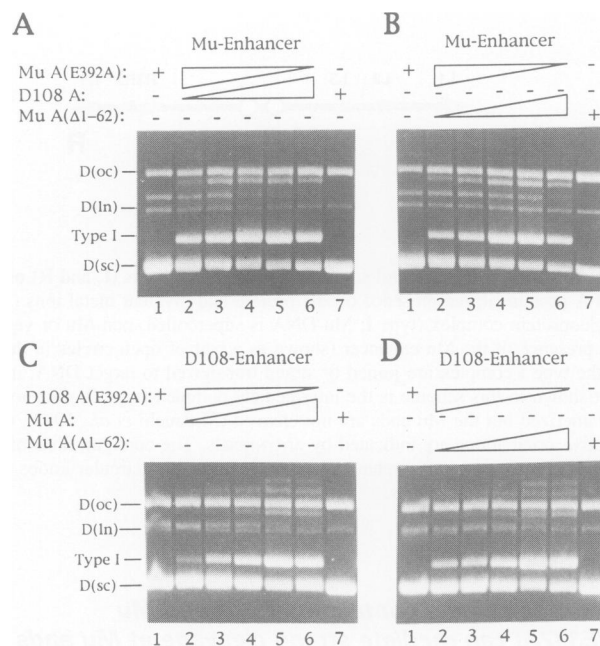 A
Mu-Enhancer
Mu A(E392A): + -
D108 A: - +
Mu A(Δ1–62): - - - - - - -
D(oc)
D(ln)
Type I
D(sc)
1 2 3 4 5 6 7
B
Mu-Enhancer
+ -
- - - - - - -
- +
1 2 3 4 5 6 7
C
D108-Enhancer
D108 A(E392A): + -
Mu A: - +
Mu A(Δ1–62): - - - - - - -
D(oc)
D(ln)
Type I
D(sc)
1 2 3 4 5 6 7
D
D108-Enhancer
+ -
- - - - - - -
- +
1 2 3 4 5 6 7